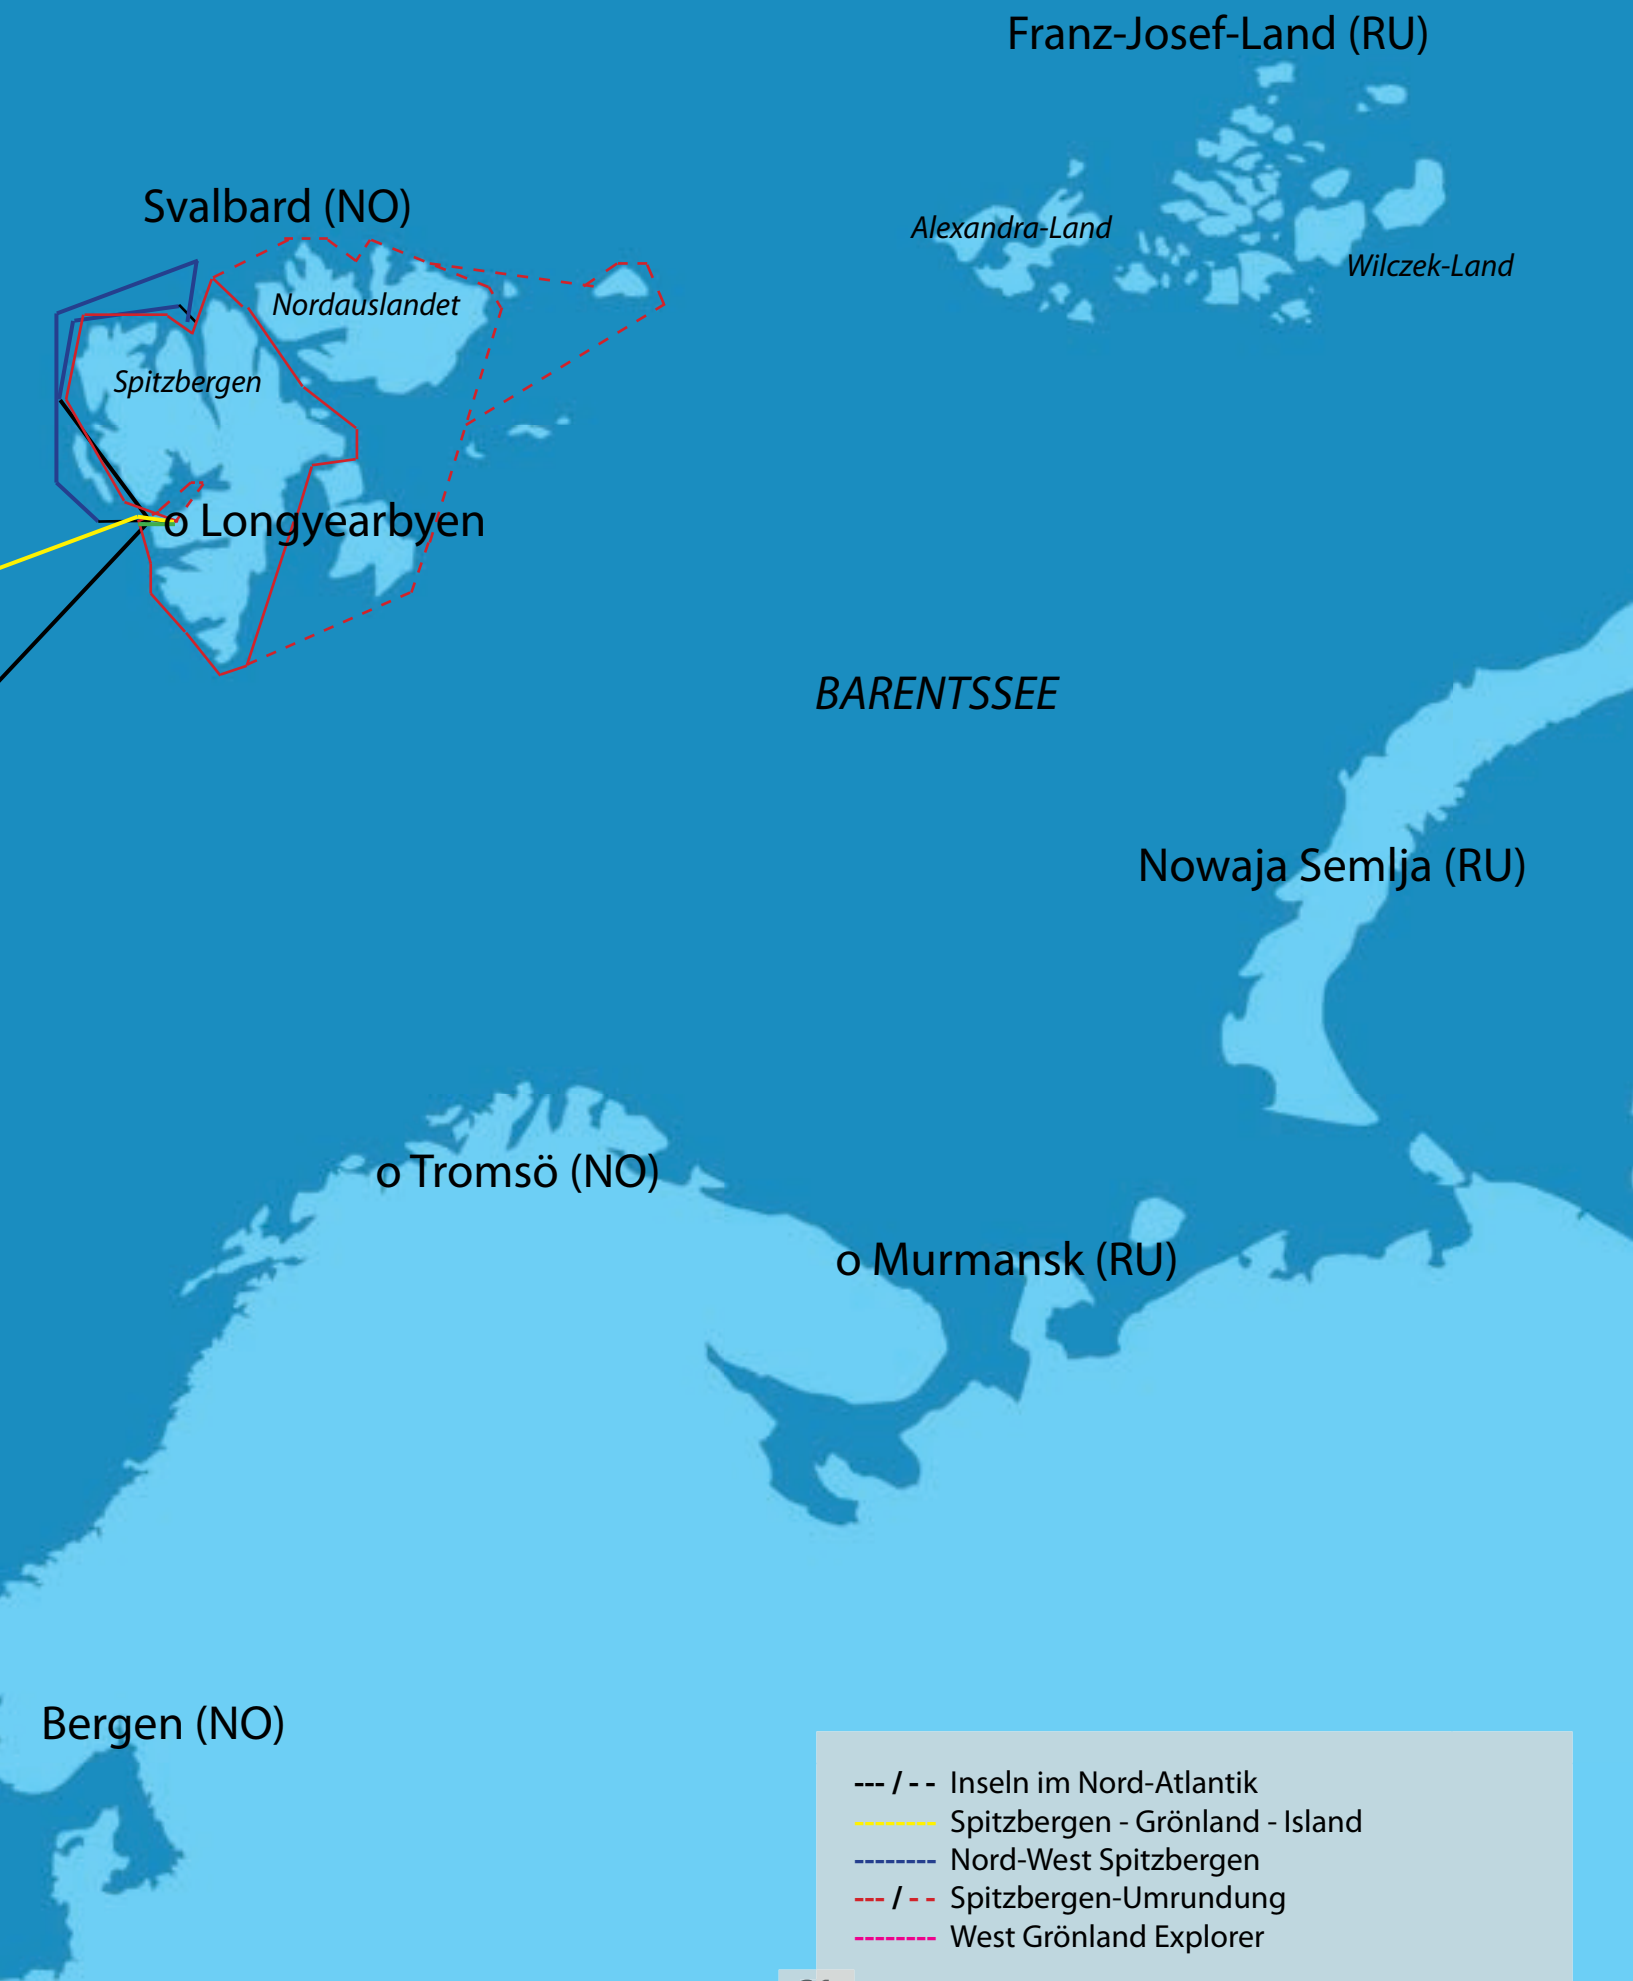 Franz-Josef-Land (RU)
Svalbard (NO)
Alexandra-Land
Wilczek-Land
Nordauslandet
Spitzbergen
o Longyearbyen
BARENTSSEE
Nowaja Semlja (RU)
o Tromsö (NO)
o Murmansk (RU)
Bergen (NO)
--- / - - Inseln im Nord-Atlantik
-------- Spitzbergen - Grönland - Island
-------- Nord-West Spitzbergen
--- / - - Spitzbergen-Umrundung
-------- West Grönland Explorer